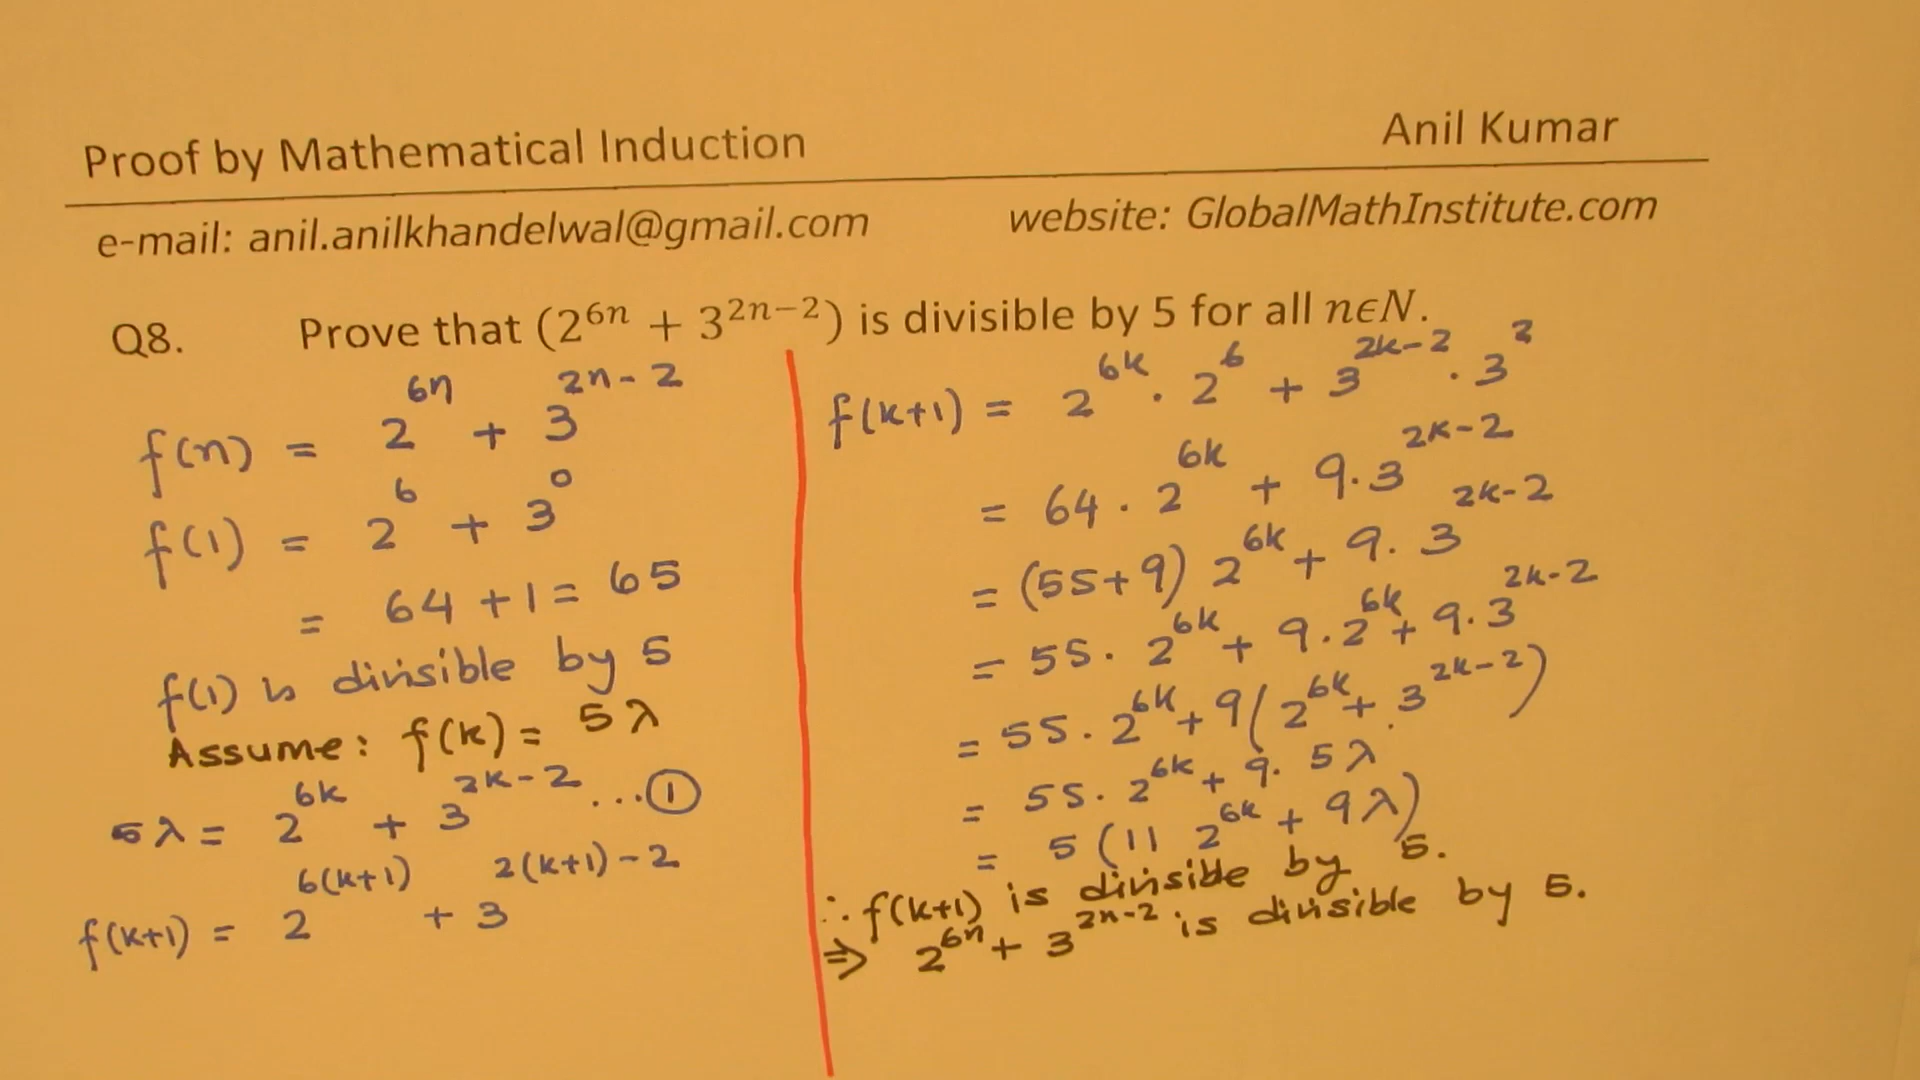 Proof by Mathematical Induction
Anil Kumar
e-mail: anil.anilkhandelwal@gmail.com
website: GlobalMathInstitute.com
Q8. Prove that (2^{6n} + 3^{2n−2}) is divisible by 5 for all nϵN.
f(n) = 2^{6n} + 3^{2n-2}
f(1) = 2^6 + 3^0
= 64 + 1 = 65
f(1) is divisible by 5
Assume: f(k) = 5λ
5λ = 2^{6k} + 3^{2k-2} ...①
f(k+1) = 2^{6(k+1)} + 3^{2(k+1)-2}
f(k+1) = 2^{6k} . 2^6 + 3^{2k-2} . 3^2
= 64 . 2^{6k} + 9.3^{2k-2}
= (55+9) 2^{6k} + 9. 3^{2k-2}
= 55. 2^{6k} + 9.2^{6k} + 9.3^{2k-2}
= 55. 2^{6k} + 9(2^{6k} + 3^{2k-2})
= 55. 2^{6k} + 9. 5λ
= 5 (11 2^{6k} + 9λ)
∴ f(k+1) is divisible by 5.
⇒ 2^{6n} + 3^{2n-2} is divisible by 5.